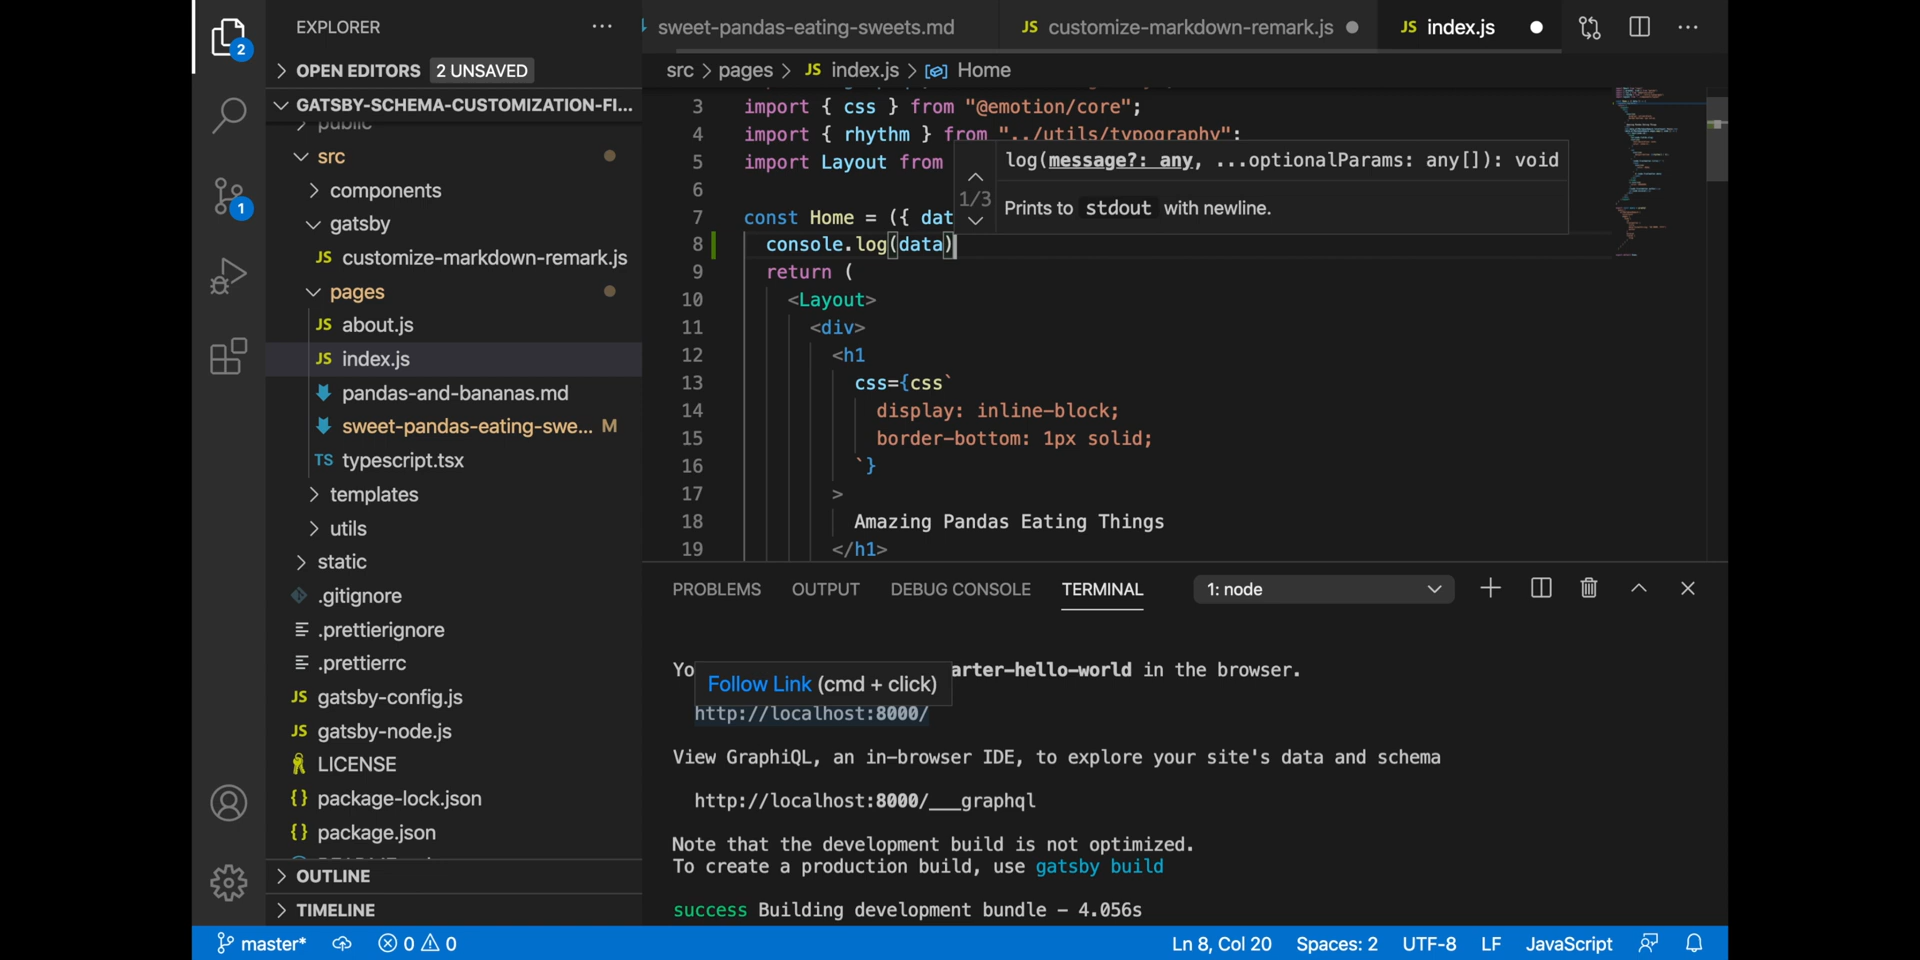 EXPLORER
2
OPEN EDITORS 2 UNSAVED
GATSBY-SCHEMA-CUSTOMIZATION-FI...
public
src
components
gatsby
1
JS customize-markdown-remark.js
pages
JS about.js
JS index.js
pandas-and-bananas.md
sweet-pandas-eating-swe... M
TS typescript.tsx
templates
utils
static
.gitignore
.prettierignore
.prettierrc
JS gatsby-config.js
JS gatsby-node.js
LICENSE
{} package-lock.json
{} package.json
OUTLINE
TIMELINE
sweet-pandas-eating-sweets.md
JS customize-markdown-remark.js
JS index.js
src > pages > JS index.js > Home
3 import { css } from "@emotion/core";
4 import { rhythm } from "../utils/typography";
5 import Layout from
6
7 const Home = ({ dat
8 console.log(data)
9 return (
10 <Layout>
11 <div>
12 <h1
13 css={css`
14 display: inline-block;
15 border-bottom: 1px solid;
16 `}
17 >
18 Amazing Pandas Eating Things
19 </h1>
1/3
log(message?: any, ...optionalParams: any[]): void
Prints to stdout with newline.
PROBLEMS OUTPUT DEBUG CONSOLE TERMINAL 1: node
Yo arter-hello-world in the browser.
Follow Link (cmd + click)
http://localhost:8000/
View GraphiQL, an in-browser IDE, to explore your site's data and schema
http://localhost:8000/___graphql
Note that the development build is not optimized.
To create a production build, use gatsby build
success Building development bundle – 4.056s
master* 0 0 Ln 8, Col 20 Spaces: 2 UTF-8 LF JavaScript